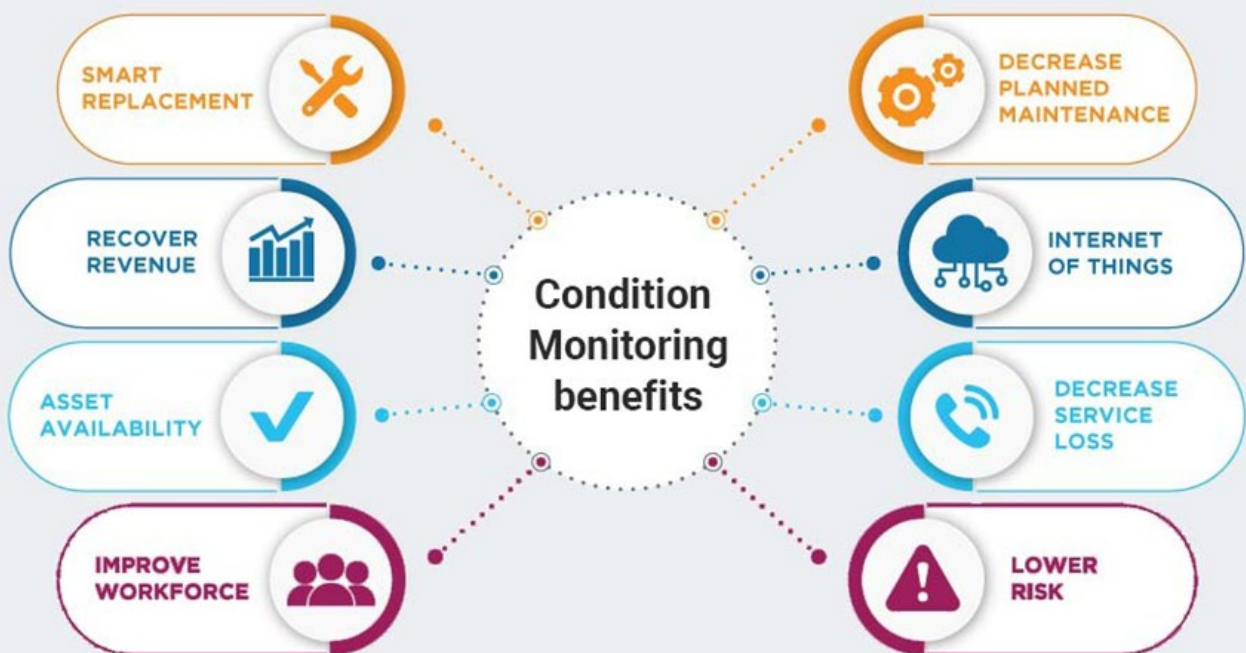 SMART
REPLACEMENT
RECOVER
REVENUE
ASSET
AVAILABILITY
IMPROVE
WORKFORCE
Condition
Monitoring
benefits
DECREASE
PLANNED
MAINTENANCE
INTERNET
OF THINGS
DECREASE
SERVICE
LOSS
LOWER
RISK